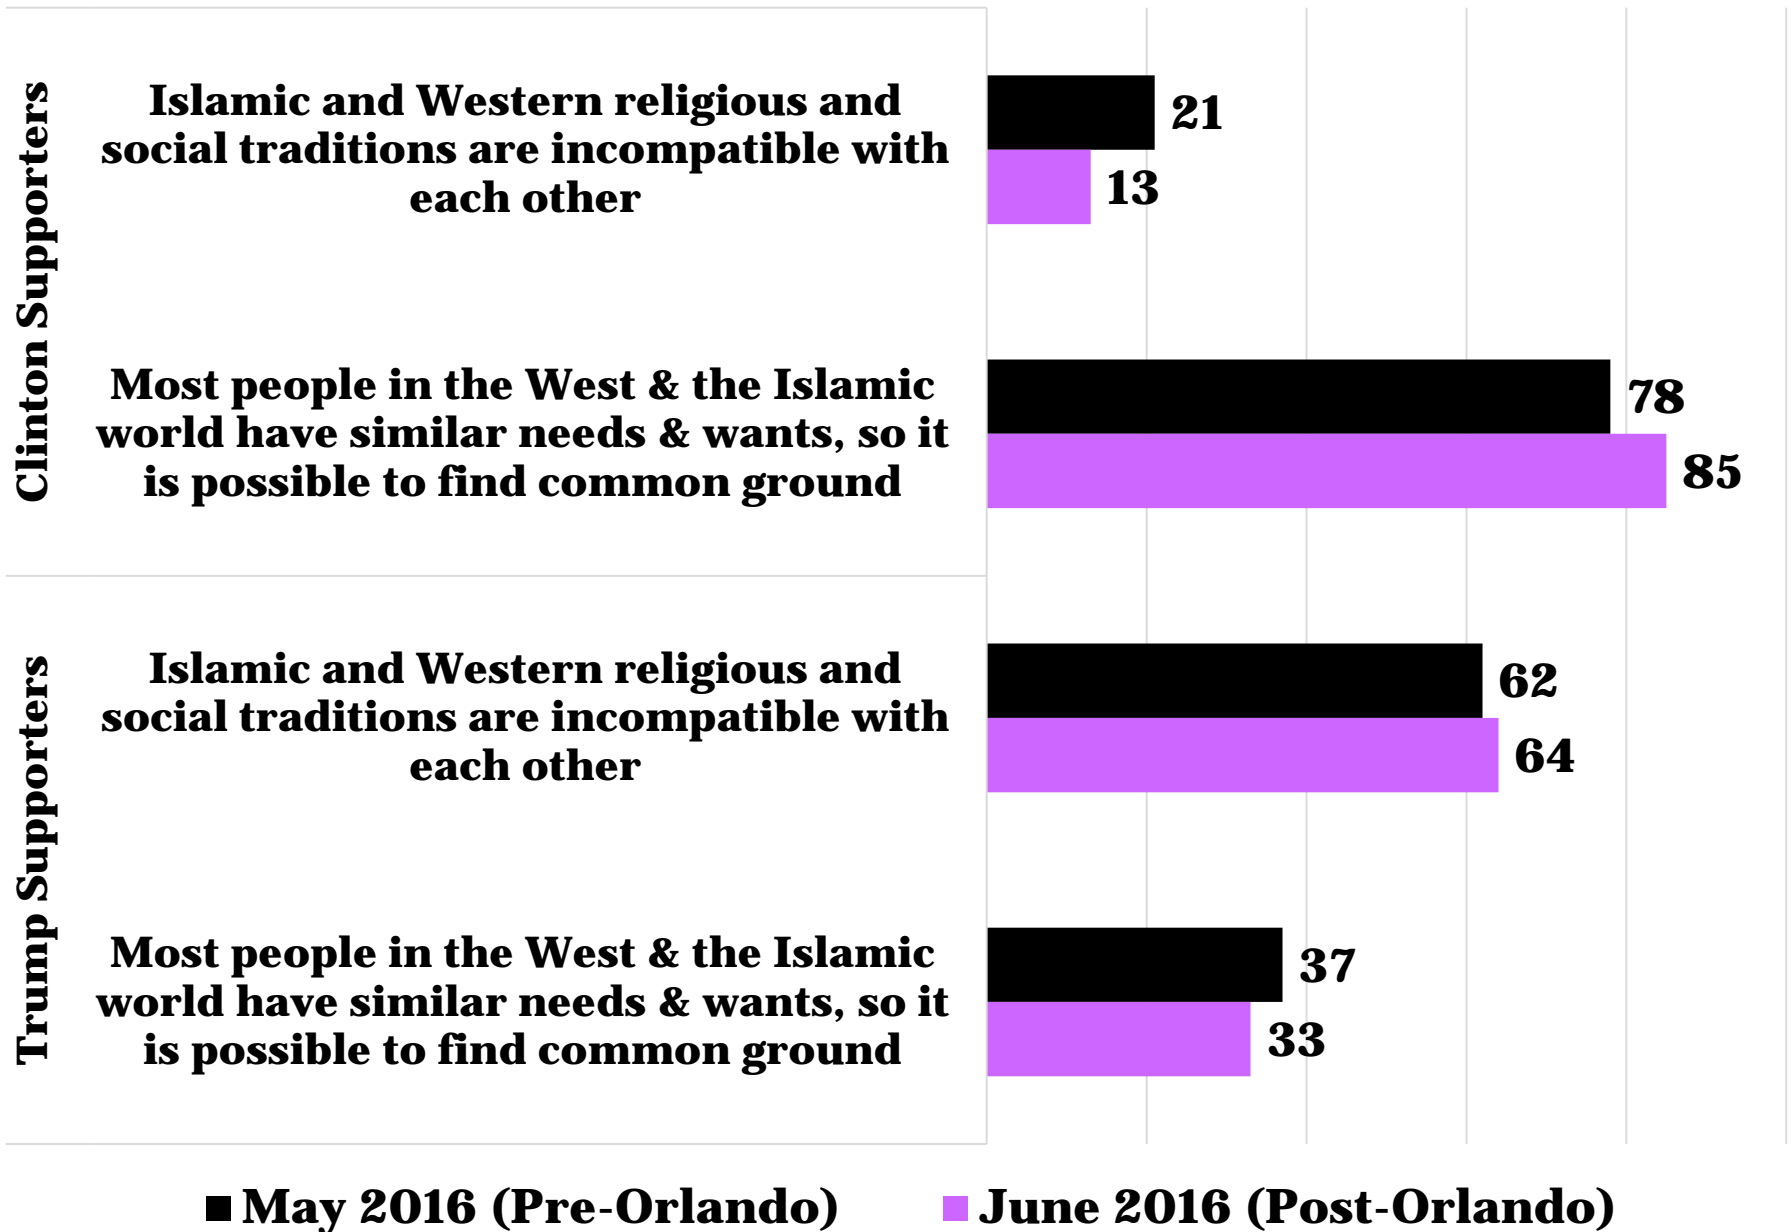 Clinton Supporters
Islamic and Western religious and
social traditions are incompatible with
each other
21
13
Most people in the West & the Islamic
world have similar needs & wants, so it
is possible to find common ground
78
85
Trump Supporters
Islamic and Western religious and
social traditions are incompatible with
each other
62
64
Most people in the West & the Islamic
world have similar needs & wants, so it
is possible to find common ground
37
33
May 2016 (Pre-Orlando)
June 2016 (Post-Orlando)